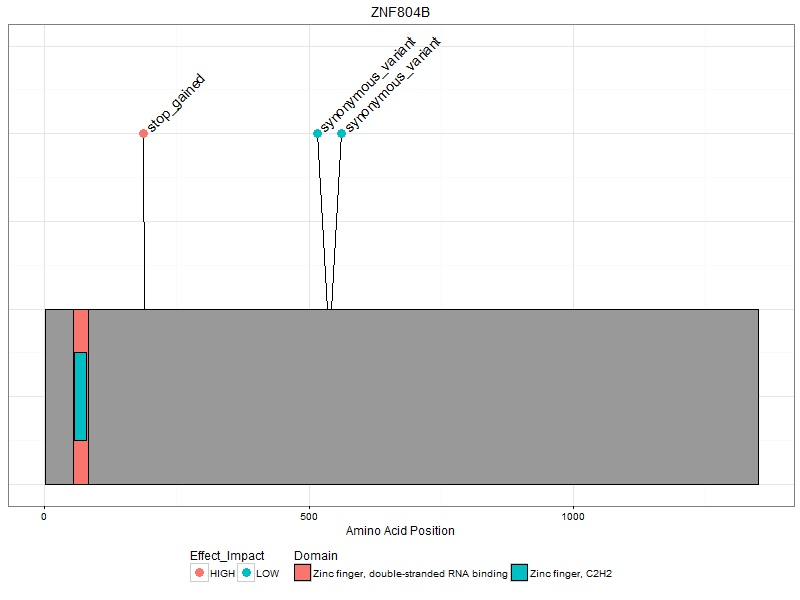 ZNF804B
stop_gained
synonymous_variant
synonymous_variant
0 500 1000
Amino Acid Position
Effect_Impact Domain
HIGH LOW Zinc finger, double-stranded RNA binding Zinc finger, C2H2